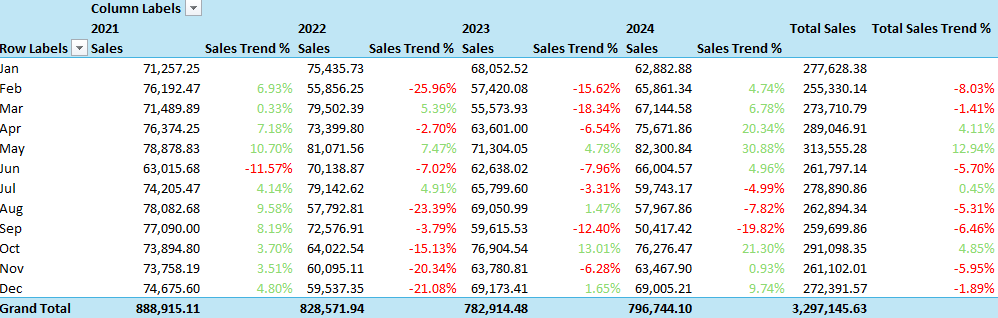 Column Labels
2021 2022 2023 2024 Total Sales Total Sales Trend %
Row Labels Sales Sales Trend % Sales Sales Trend % Sales Sales Trend % Sales Sales Trend %
Jan 71,257.25 75,435.73 68,052.52 62,882.88 277,628.38
Feb 76,192.47 6.93% 55,856.25 -25.96% 57,420.08 -15.62% 65,861.34 4.74% 255,330.14 -8.03%
Mar 71,489.89 0.33% 79,502.39 5.39% 55,573.93 -18.34% 67,144.58 6.78% 273,710.79 -1.41%
Apr 76,374.25 7.18% 73,399.80 -2.70% 63,601.00 -6.54% 75,671.86 20.34% 289,046.91 4.11%
May 78,878.83 10.70% 81,071.56 7.47% 71,304.05 4.78% 82,300.84 30.88% 313,555.28 12.94%
Jun 63,015.68 -11.57% 70,138.87 -7.02% 62,638.02 -7.96% 66,004.57 4.96% 261,797.14 -5.70%
Jul 74,205.47 4.14% 79,142.62 4.91% 65,799.60 -3.31% 59,743.17 -4.99% 278,890.86 0.45%
Aug 78,082.68 9.58% 57,792.81 -23.39% 69,050.99 1.47% 57,967.86 -7.82% 262,894.34 -5.31%
Sep 77,090.00 8.19% 72,576.91 -3.79% 59,615.53 -12.40% 50,417.42 -19.82% 259,699.86 -6.46%
Oct 73,894.80 3.70% 64,022.54 -15.13% 76,904.54 13.01% 76,276.47 21.30% 291,098.35 4.85%
Nov 73,758.19 3.51% 60,095.11 -20.34% 63,780.81 -6.28% 63,467.90 0.93% 261,102.01 -5.95%
Dec 74,675.60 4.80% 59,537.35 -21.08% 69,173.41 1.65% 69,005.21 9.74% 272,391.57 -1.89%
Grand Total 888,915.11 828,571.94 782,914.48 796,744.10 3,297,145.63